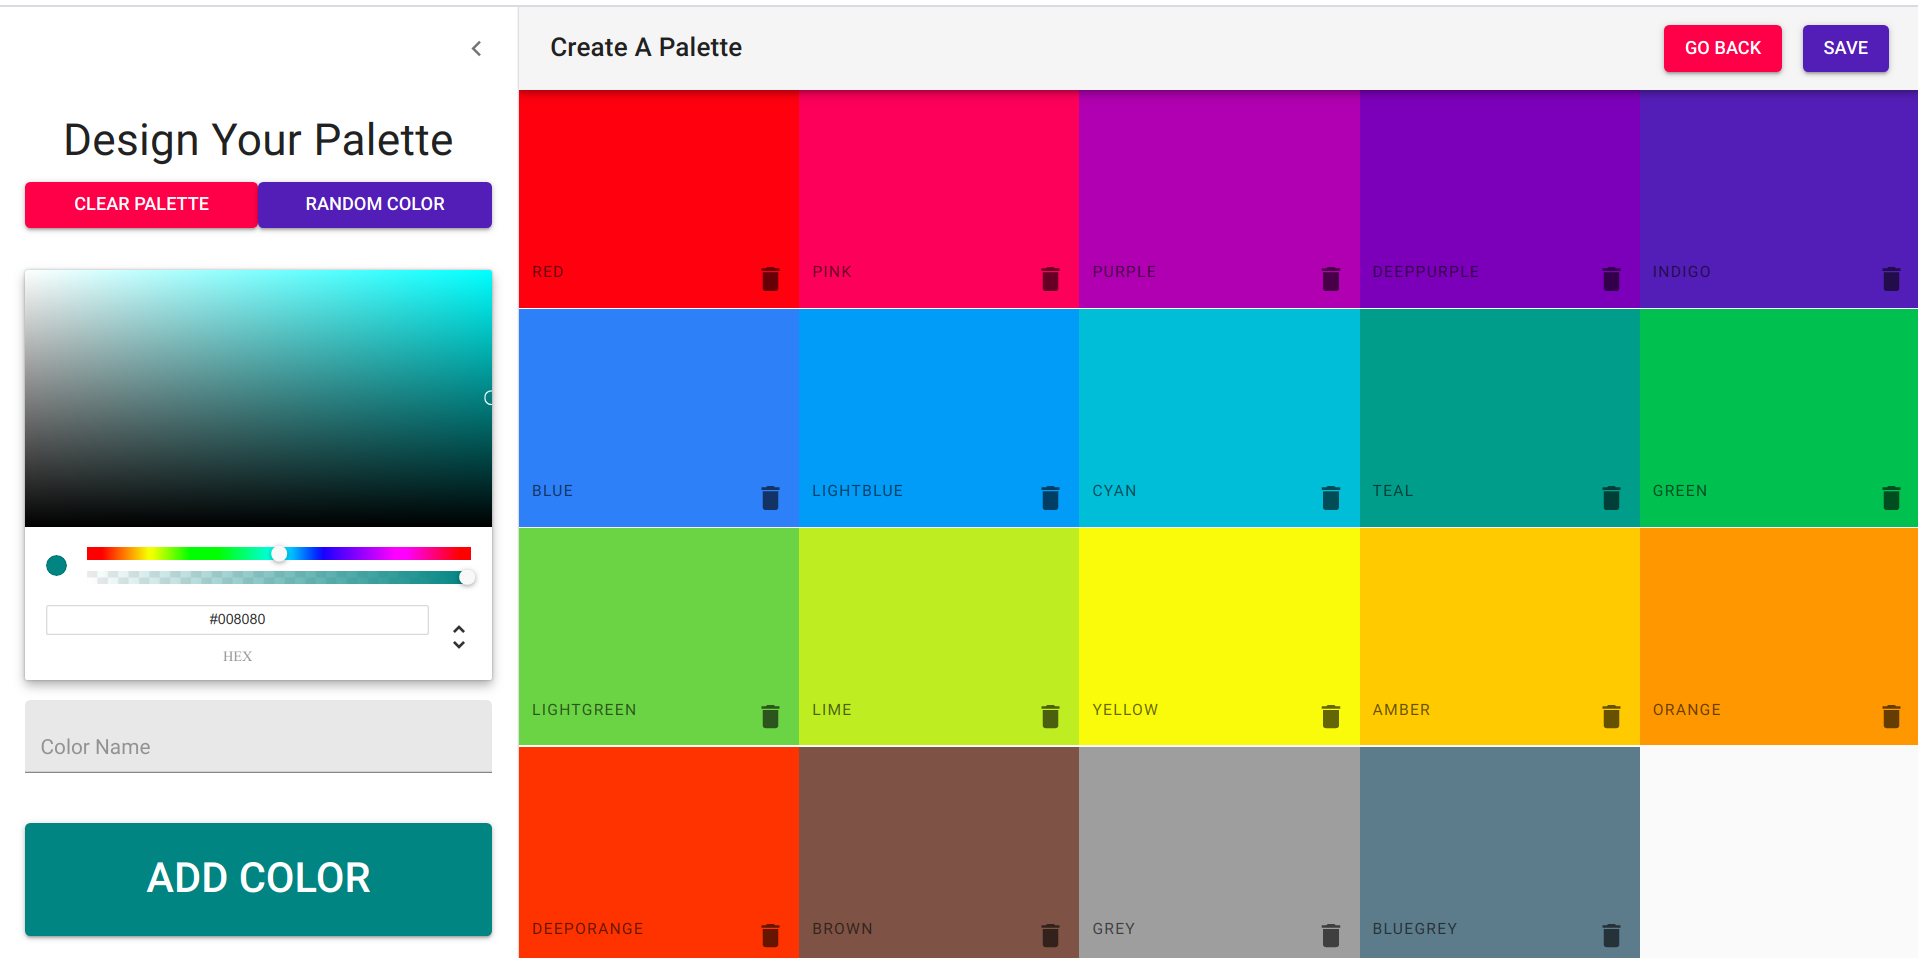 Create A Palette
GO BACK
SAVE
Design Your Palette
CLEAR PALETTE
RANDOM COLOR
#008080
HEX
Color Name
ADD COLOR
RED
PINK
PURPLE
DEEPPURPLE
INDIGO
BLUE
LIGHTBLUE
CYAN
TEAL
GREEN
LIGHTGREEN
LIME
YELLOW
AMBER
ORANGE
DEEPORANGE
BROWN
GREY
BLUEGREY